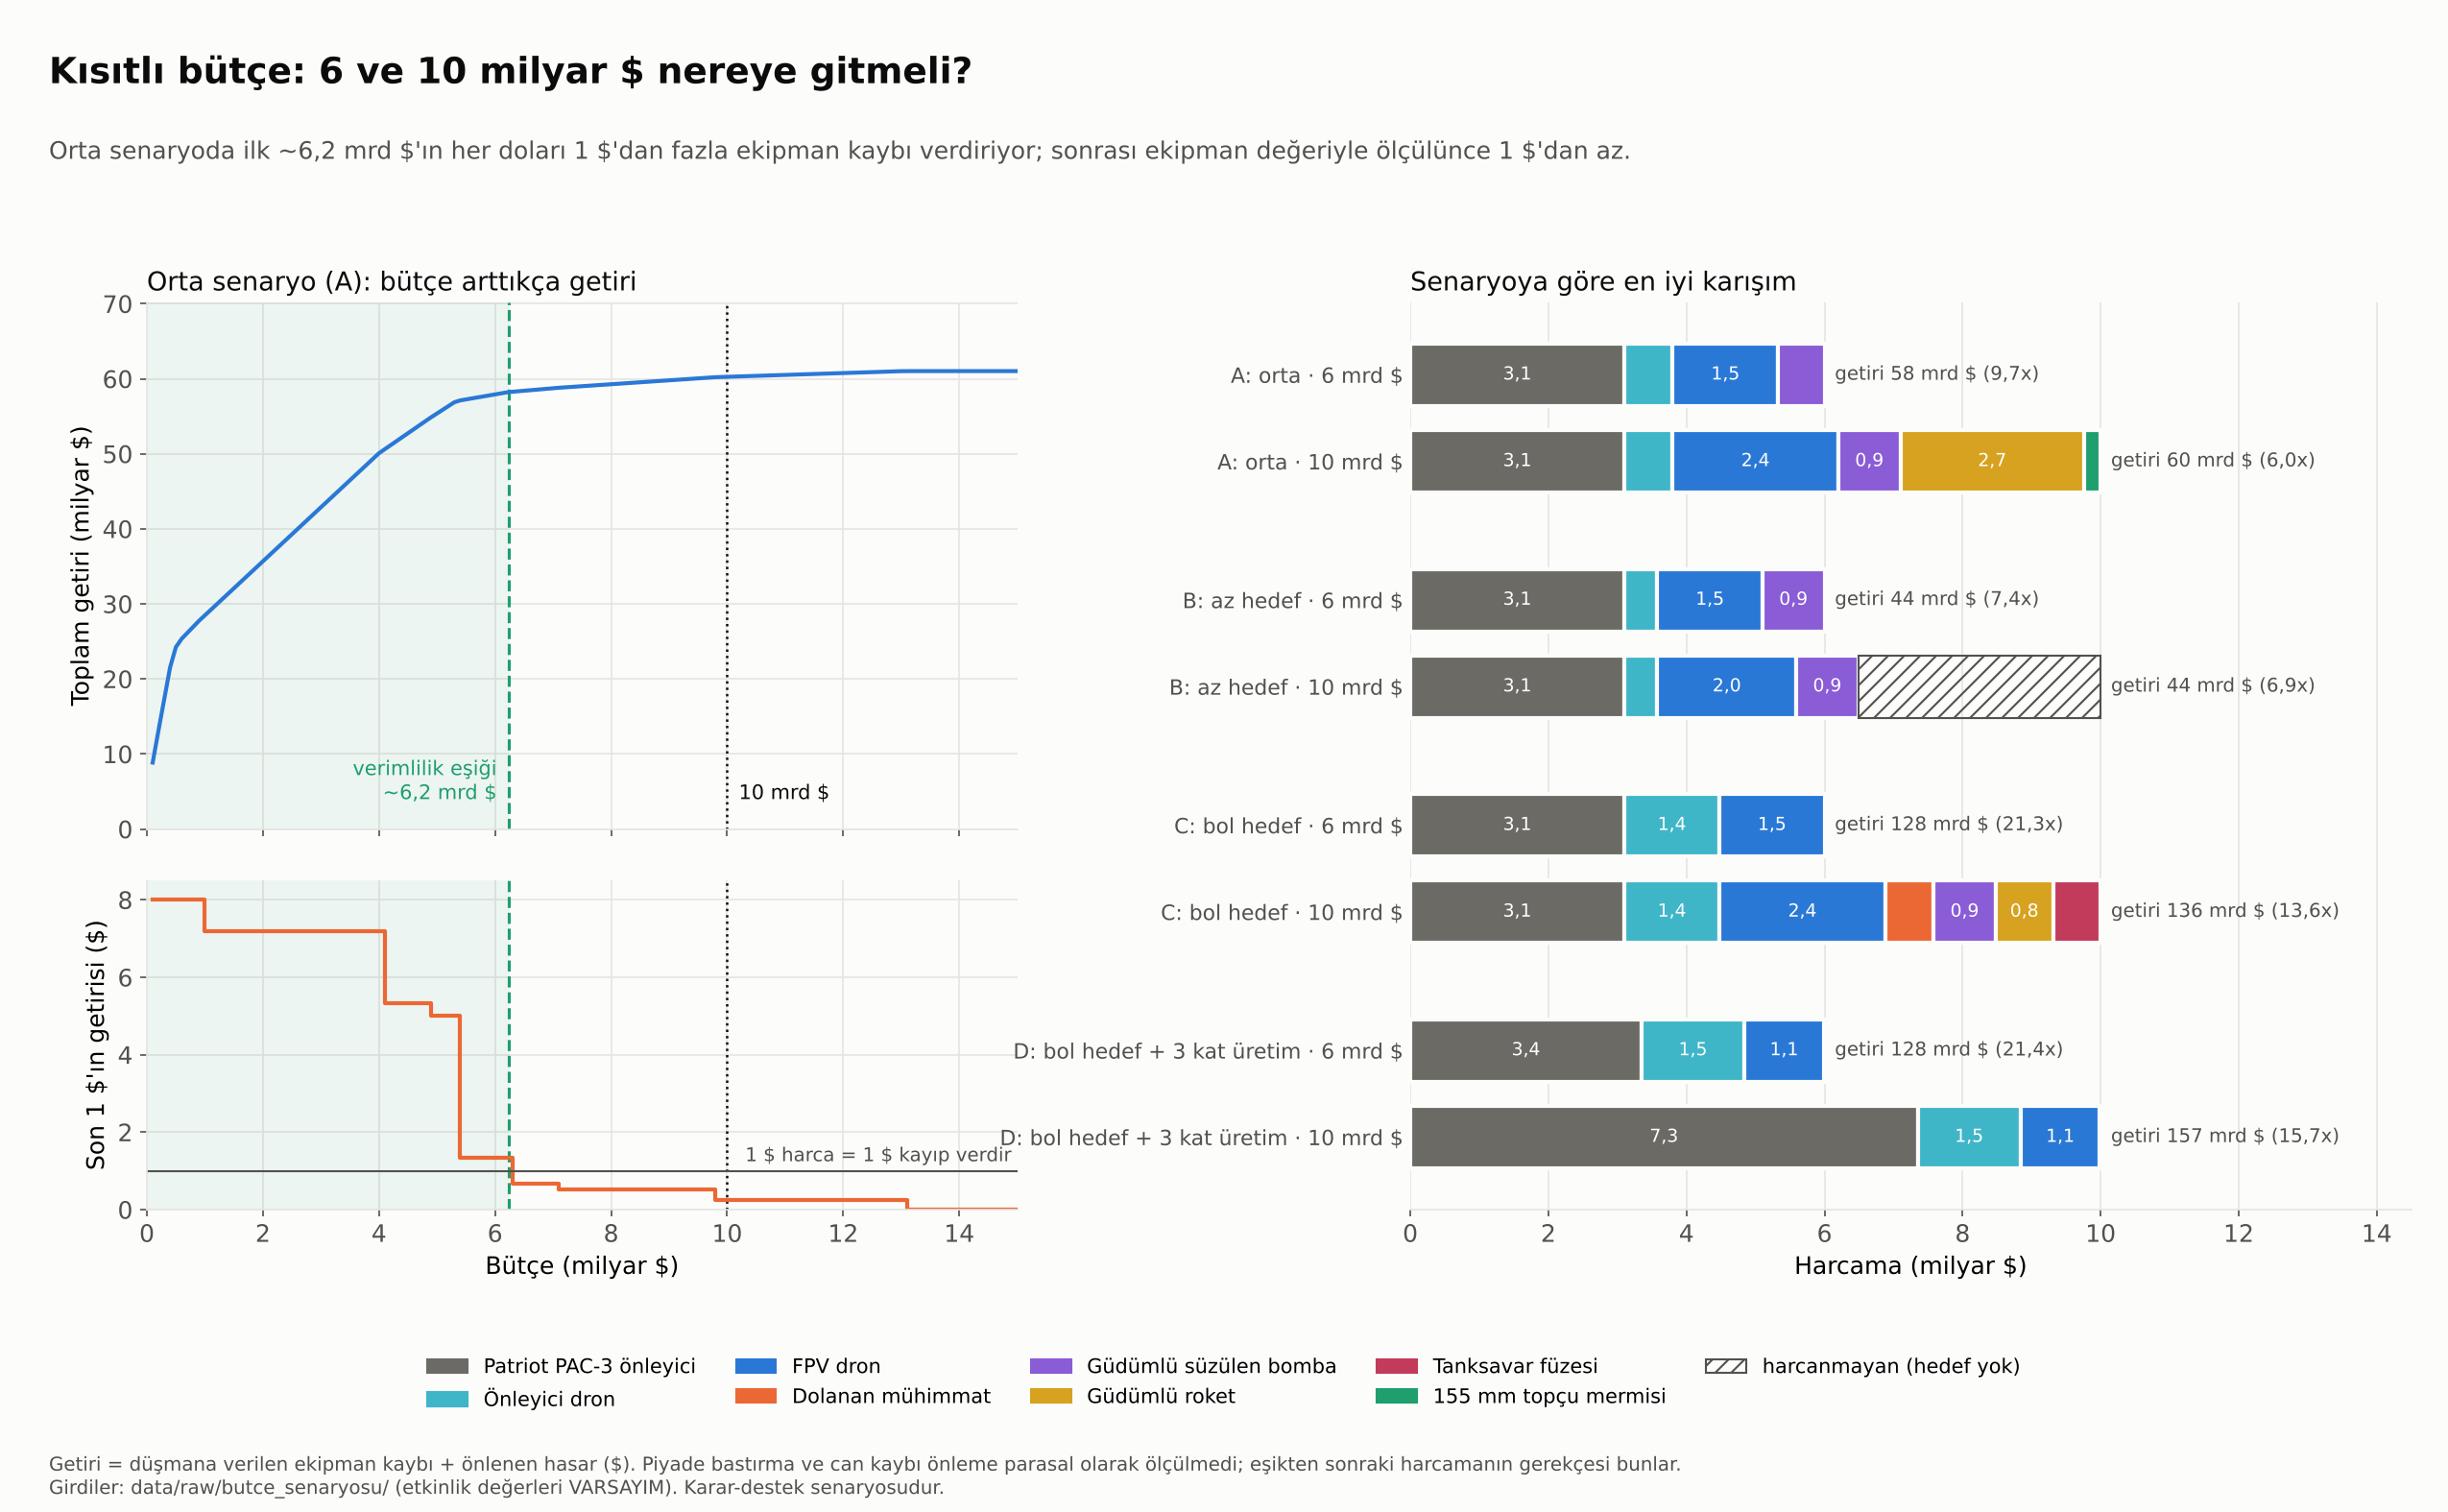 Kısıtlı bütçe: 6 ve 10 milyar $ nereye gitmeli?
Orta senaryoda ilk ~6,2 mrd $'ın her doları 1 $'dan fazla ekipman kaybı verdiriyor; sonrası ekipman değeriyle ölçülünce 1 $'dan az.
Orta senaryo (A): bütçe arttıkça getiri
70
60
50
40
30
20
10
0
Toplam getiri (milyar $)
verimlilik eşiği
~6,2 mrd $
10 mrd $
8
6
4
2
0
Son 1 $'ın getirisi ($)
1 $ harca = 1 $ kayıp verdir
0 2 4 6 8 10 12 14
Bütçe (milyar $)
Senaryoya göre en iyi karışım
A: orta · 6 mrd $ 3,1 1,5 getiri 58 mrd $ (9,7x)
A: orta · 10 mrd $ 3,1 2,4 0,9 2,7 getiri 60 mrd $ (6,0x)
B: az hedef · 6 mrd $ 3,1 1,5 0,9 getiri 44 mrd $ (7,4x)
B: az hedef · 10 mrd $ 3,1 2,0 0,9 getiri 44 mrd $ (6,9x)
C: bol hedef · 6 mrd $ 3,1 1,4 1,5 getiri 128 mrd $ (21,3x)
C: bol hedef · 10 mrd $ 3,1 1,4 2,4 0,9 0,8 getiri 136 mrd $ (13,6x)
D: bol hedef + 3 kat üretim · 6 mrd $ 3,4 1,5 1,1 getiri 128 mrd $ (21,4x)
D: bol hedef + 3 kat üretim · 10 mrd $ 7,3 1,5 1,1 getiri 157 mrd $ (15,7x)
0 2 4 6 8 10 12 14
Harcama (milyar $)
Patriot PAC-3 önleyici FPV dron Güdümlü süzülen bomba Tanksavar füzesi harcanmayan (hedef yok)
Önleyici dron Dolanan mühimmat Güdümlü roket 155 mm topçu mermisi
Getiri = düşmana verilen ekipman kaybı + önlenen hasar ($). Piyade bastırma ve can kaybı önleme parasal olarak ölçülmedi; eşikten sonraki harcamanın gerekçesi bunlar.
Girdiler: data/raw/butce_senaryosu/ (etkinlik değerleri VARSAYIM). Karar-destek senaryosudur.